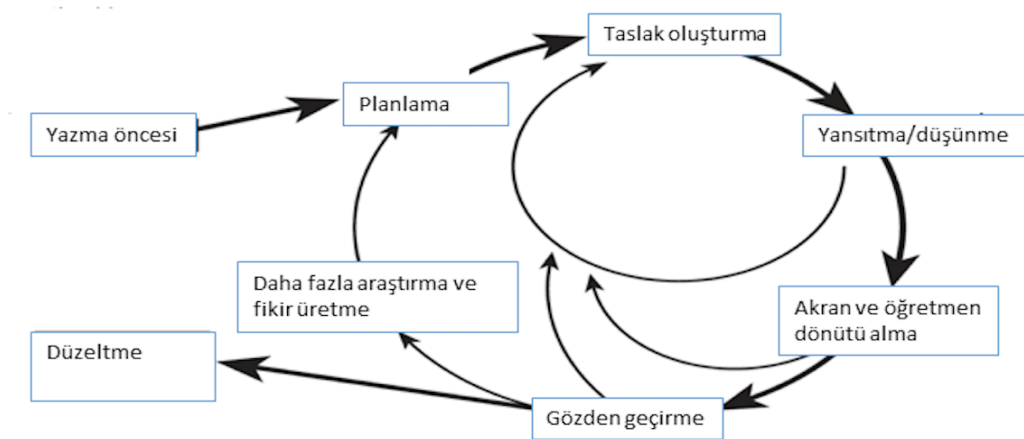 Taslak oluşturma
Planlama
Yazma öncesi
Yansıtma/düşünme
Daha fazla araştırma ve
fikir üretme
Akran ve öğretmen
dönütü alma
Düzeltme
Gözden geçirme